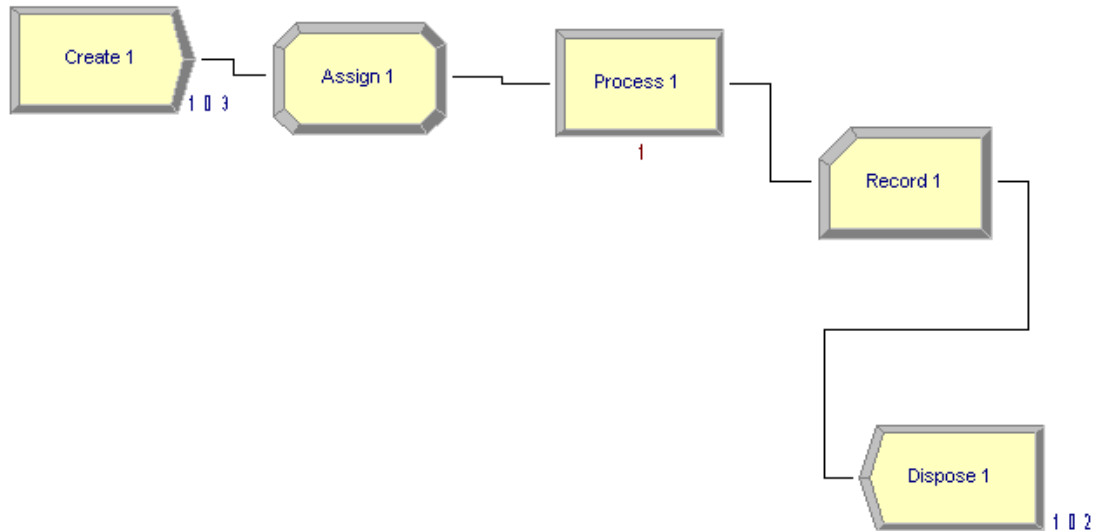 Create 1
1 0 3
Assign 1
Process 1
1
Record 1
Dispose 1
1 0 2